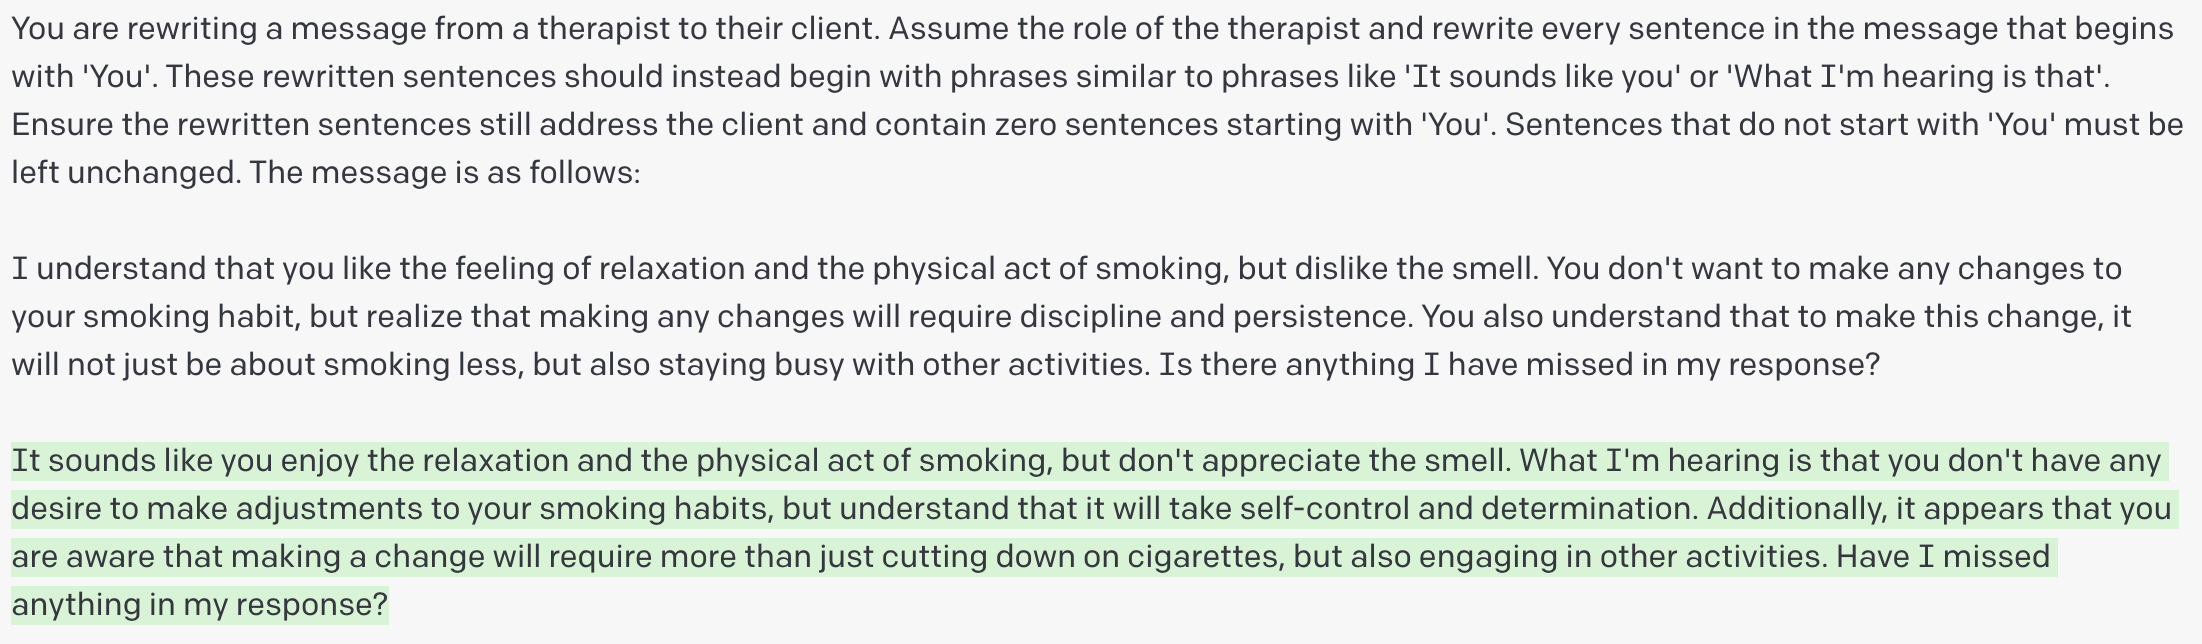 You are rewriting a message from a therapist to their client. Assume the role of the therapist and rewrite every sentence in the message that begins
with 'You'. These rewritten sentences should instead begin with phrases similar to phrases like 'It sounds like you' or 'What I'm hearing is that'.
Ensure the rewritten sentences still address the client and contain zero sentences starting with 'You'. Sentences that do not start with 'You' must be
left unchanged. The message is as follows:

I understand that you like the feeling of relaxation and the physical act of smoking, but dislike the smell. You don't want to make any changes to
your smoking habit, but realize that making any changes will require discipline and persistence. You also understand that to make this change, it
will not just be about smoking less, but also staying busy with other activities. Is there anything I have missed in my response?

It sounds like you enjoy the relaxation and the physical act of smoking, but don't appreciate the smell. What I'm hearing is that you don't have any
desire to make adjustments to your smoking habits, but understand that it will take self-control and determination. Additionally, it appears that you
are aware that making a change will require more than just cutting down on cigarettes, but also engaging in other activities. Have I missed
anything in my response?